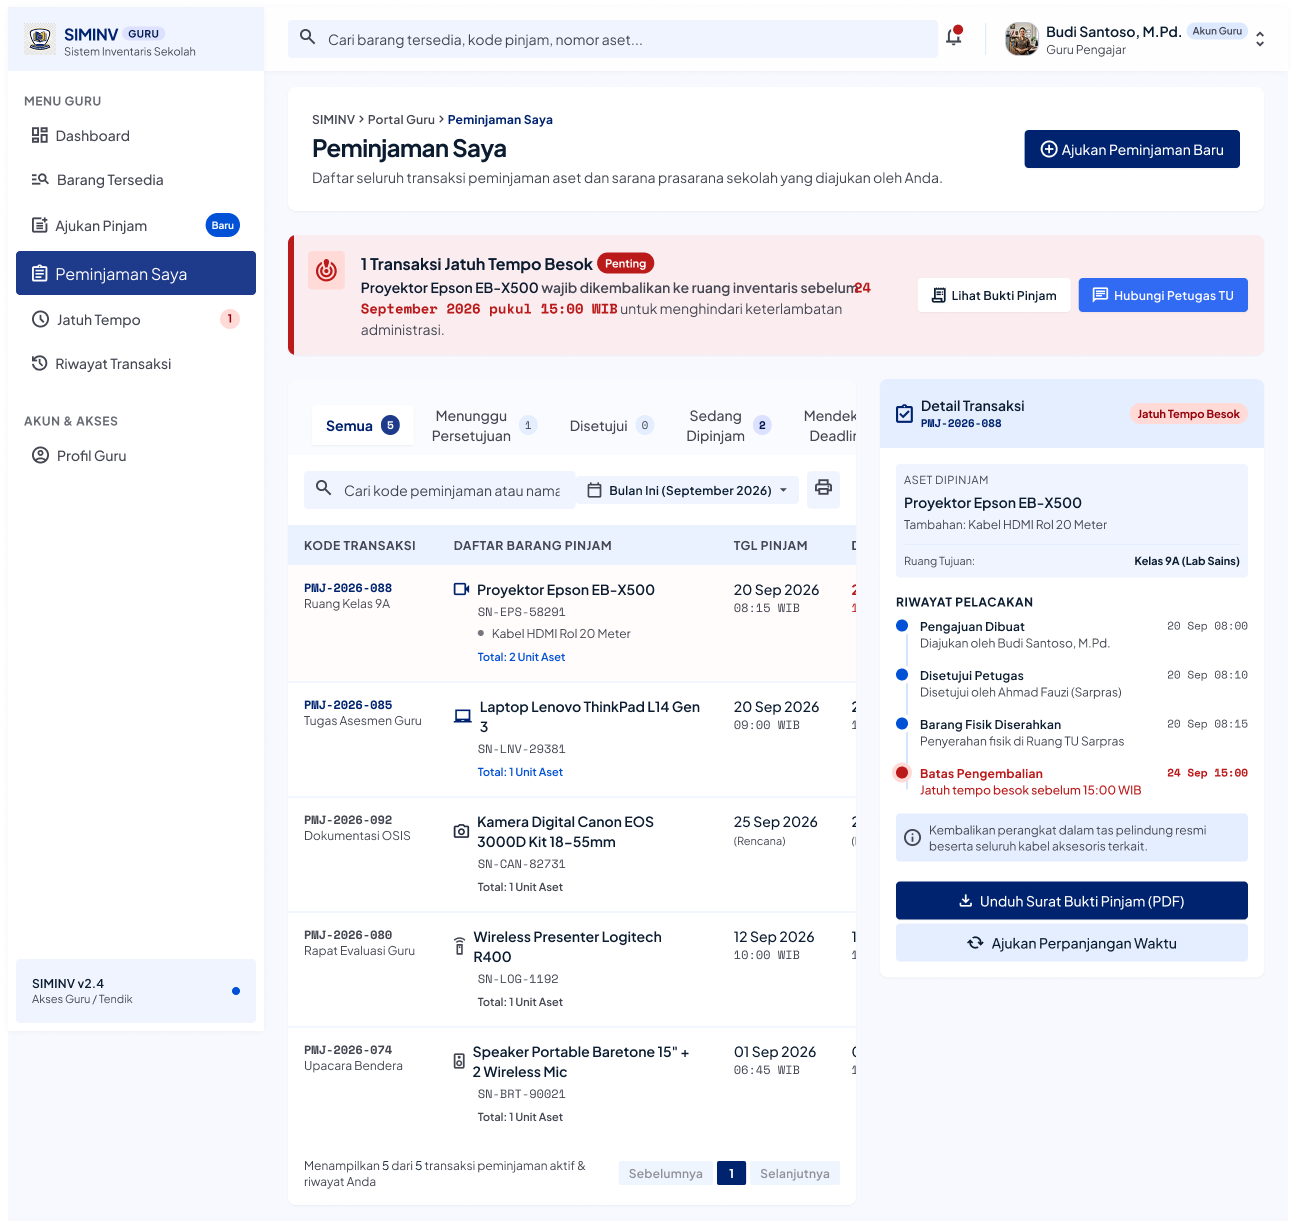 SIMINV GURU
Sistem Inventaris Sekolah
Cari barang tersedia, kode pinjam, nomor aset...
Budi Santoso, M.Pd. Akun Guru
Guru Pengajar
MENU GURU
Dashboard
Barang Tersedia
Ajukan Pinjam Baru
Peminjaman Saya
Jatuh Tempo 1
Riwayat Transaksi
AKUN & AKSES
Profil Guru
SIMINV v2.4
Akses Guru / Tendik
SIMINV > Portal Guru > Peminjaman Saya
Peminjaman Saya
Daftar seluruh transaksi peminjaman aset dan sarana prasarana sekolah yang diajukan oleh Anda.
Ajukan Peminjaman Baru
1 Transaksi Jatuh Tempo Besok Penting
Proyektor Epson EB-X500 wajib dikembalikan ke ruang inventaris sebelum 24
September 2026 pukul 15:00 WIB untuk menghindari keterlambatan
administrasi.
Lihat Bukti Pinjam
Hubungi Petugas TU
Semua 5
Menunggu
Persetujuan 1
Disetujui 0
Sedang
Dipinjam 2
Mendek
Deadlin
Cari kode peminjaman atau nama
Bulan Ini (September 2026)
KODE TRANSAKSI DAFTAR BARANG PINJAM TGL PINJAM D
PMJ-2026-088
Ruang Kelas 9A
Proyektor Epson EB-X500
SN-EPS-58291
Kabel HDMI Rol 20 Meter
Total: 2 Unit Aset
20 Sep 2026
08:15 WIB
2
1
PMJ-2026-085
Tugas Asesmen Guru
Laptop Lenovo ThinkPad L14 Gen
3
SN-LNV-29381
Total: 1 Unit Aset
20 Sep 2026
09:00 WIB
2
1
PMJ-2026-092
Dokumentasi OSIS
Kamera Digital Canon EOS
3000D Kit 18-55mm
SN-CAN-82731
Total: 1 Unit Aset
25 Sep 2026
(Rencana)
2
(
PMJ-2026-080
Rapat Evaluasi Guru
Wireless Presenter Logitech
R400
SN-LOG-1192
Total: 1 Unit Aset
12 Sep 2026
10:00 WIB
1
1
PMJ-2026-074
Upacara Bendera
Speaker Portable Baretone 15" +
2 Wireless Mic
SN-BRT-90021
Total: 1 Unit Aset
01 Sep 2026
06:45 WIB
0
1
Menampilkan 5 dari 5 transaksi peminjaman aktif &
riwayat Anda
Sebelumnya 1 Selanjutnya
Detail Transaksi
PMJ-2026-088
Jatuh Tempo Besok
ASET DIPINJAM
Proyektor Epson EB-X500
Tambahan: Kabel HDMI Rol 20 Meter
Ruang Tujuan: Kelas 9A (Lab Sains)
RIWAYAT PELACAKAN
Pengajuan Dibuat 20 Sep 08:00
Diajukan oleh Budi Santoso, M.Pd.
Disetujui Petugas 20 Sep 08:10
Disetujui oleh Ahmad Fauzi (Sarpras)
Barang Fisik Diserahkan 20 Sep 08:15
Penyerahan fisik di Ruang TU Sarpras
Batas Pengembalian 24 Sep 15:00
Jatuh tempo besok sebelum 15:00 WIB
Kembalikan perangkat dalam tas pelindung resmi
beserta seluruh kabel aksesoris terkait.
Unduh Surat Bukti Pinjam (PDF)
Ajukan Perpanjangan Waktu